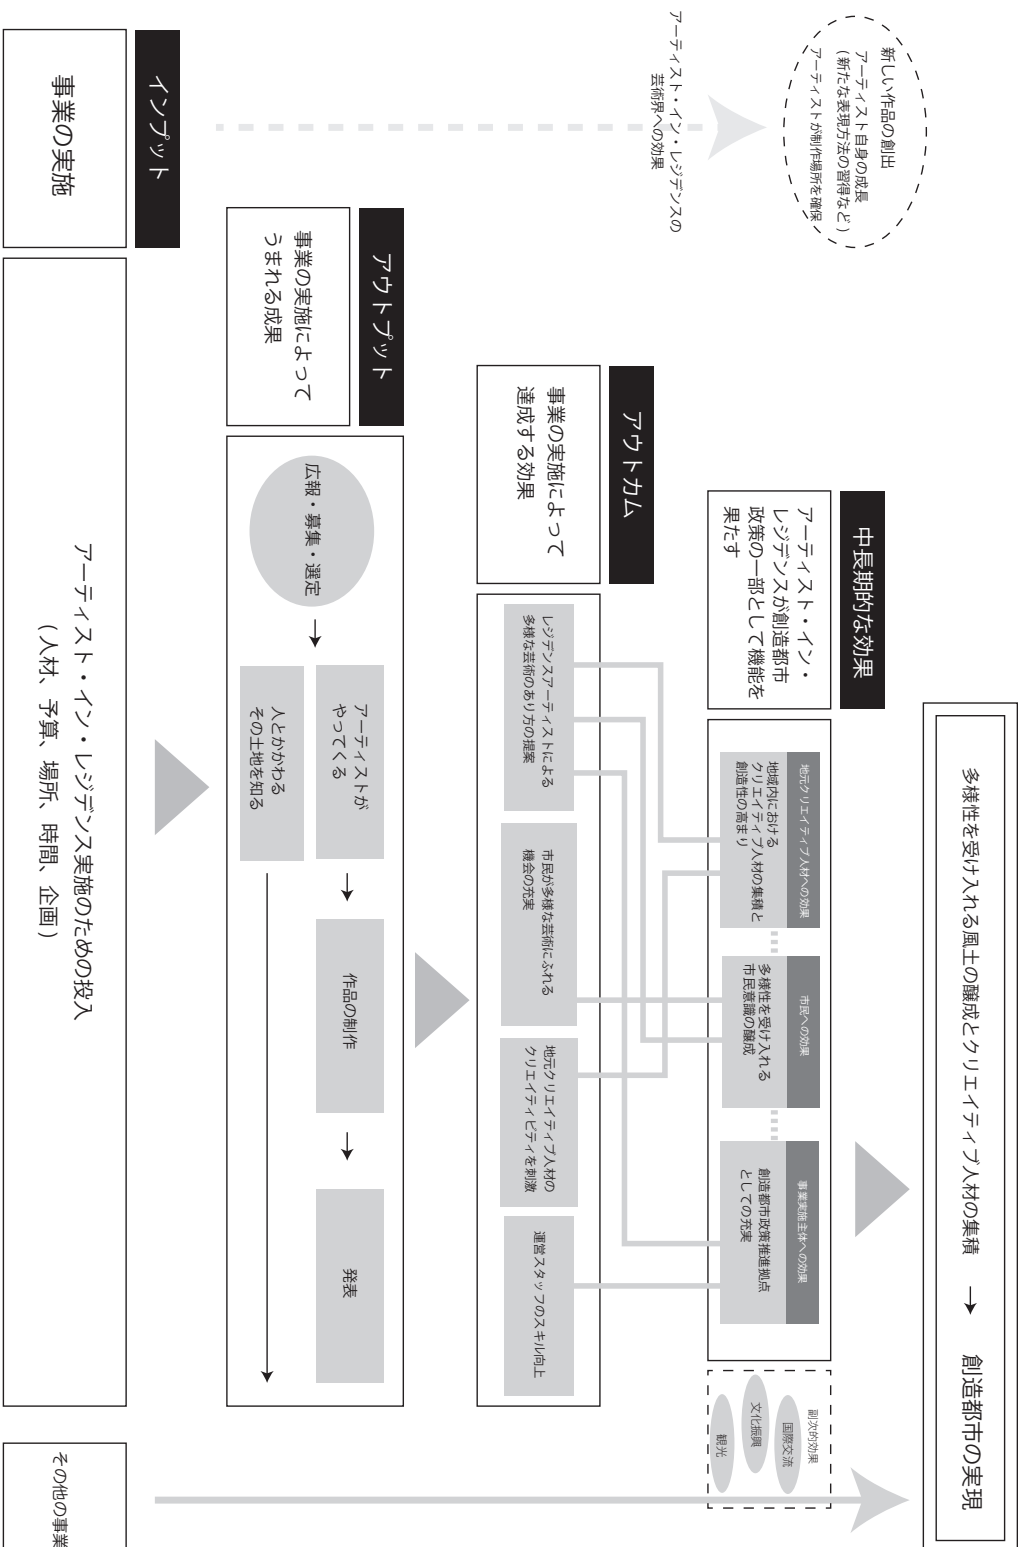 多様性を受け入れる風土の醸成とクリエイティブ人材の集積 → 創造都市の実現
新しい作品の創出
アーティスト自身の成長
(新たな表現方法の習得など)
アーティストが制作場所を確保
アーティスト・イン・レジデンスの
芸術界への効果
中長期的な効果
アーティスト・イン・
レジデンスが創造都市
政策の一部として機能を
果たす
地元クリエイティブ人材への効果
地域内における
クリエイティブ人材の集積と
創造性の高まり
市民への効果
多様性を受け入れる
市民意識の醸成
事業実施主体への効果
創造都市政策推進拠点
としての充実
副次的効果
国際交流
文化振興
観光
アウトカム
事業の実施によって
達成する効果
レジデンスアーティストによる
多様な芸術のあり方の提案
市民が多様な芸術にふれる
機会の充実
地元クリエイティブ人材の
クリエイティビティを刺激
運営スタッフのスキル向上
アウトプット
事業の実施によって
うまれる成果
広報・募集・選定
アーティストが
やってくる
人とかかわる
その土地を知る
作品の制作
発表
インプット
事業の実施
アーティスト・イン・レジデンス実施のための投入
(人材、予算、場所、時間、企画)
その他の事業